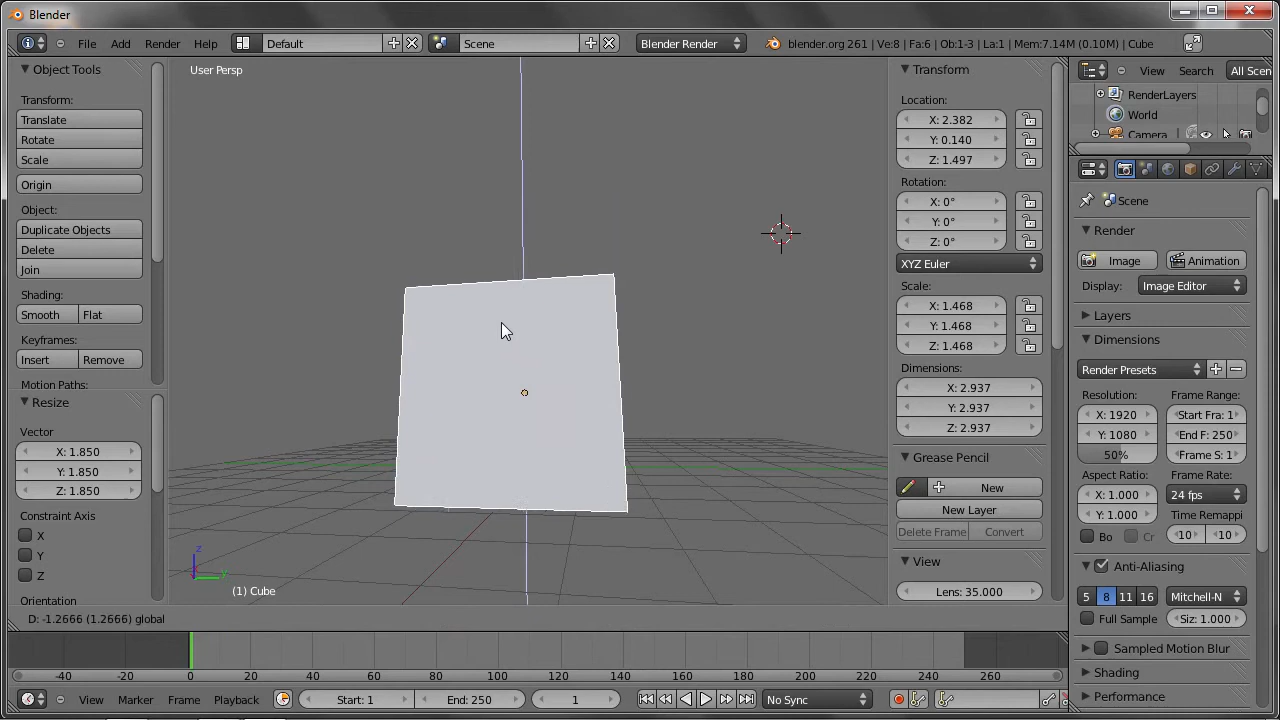 Blender
File Add Render Help Default Scene Blender Render blender.org 261 | Ve:8 | Fa:6 | Ob:1-3 | La:1 | Mem:7.14M (0.10M) | Cube
Object Tools
Transform:
Translate
Rotate
Scale
Origin
Object:
Duplicate Objects
Delete
Join
Shading:
Smooth Flat
Keyframes:
Insert Remove
Motion Paths:
Resize
Vector
X: 1.850
Y: 1.850
Z: 1.850
Constraint Axis
X
Y
Z
Orientation
User Persp
z
y
(1) Cube
D: -1.2666 (1.2666) global
Transform
Location:
X: 2.382
Y: 0.140
Z: 1.497
Rotation:
X: 0°
Y: 0°
Z: 0°
XYZ Euler
Scale:
X: 1.468
Y: 1.468
Z: 1.468
Dimensions:
X: 2.937
Y: 2.937
Z: 2.937
Grease Pencil
New
New Layer
Delete Frame Convert
View
Lens: 35.000
View Search All Scen
RenderLayers
World
Camera
Scene
Render
Image Animation
Display: Image Editor
Layers
Dimensions
Render Presets
Resolution: Frame Range:
X: 1920 Start Fra: 1
Y: 1080 End F: 250
50% Frame S: 1
Aspect Ratio: Frame Rate:
X: 1.000 24 fps
Y: 1.000 Time Remappi
Bo Cr 10 10
Anti-Aliasing
5 8 11 16 Mitchell-N
Full Sample Siz: 1.000
Sampled Motion Blur
Shading
Performance
-40 -20 0 20 40 60 80 100 120 140 160 180 200 220 240 260
View Marker Frame Playback Start: 1 End: 250 1 No Sync